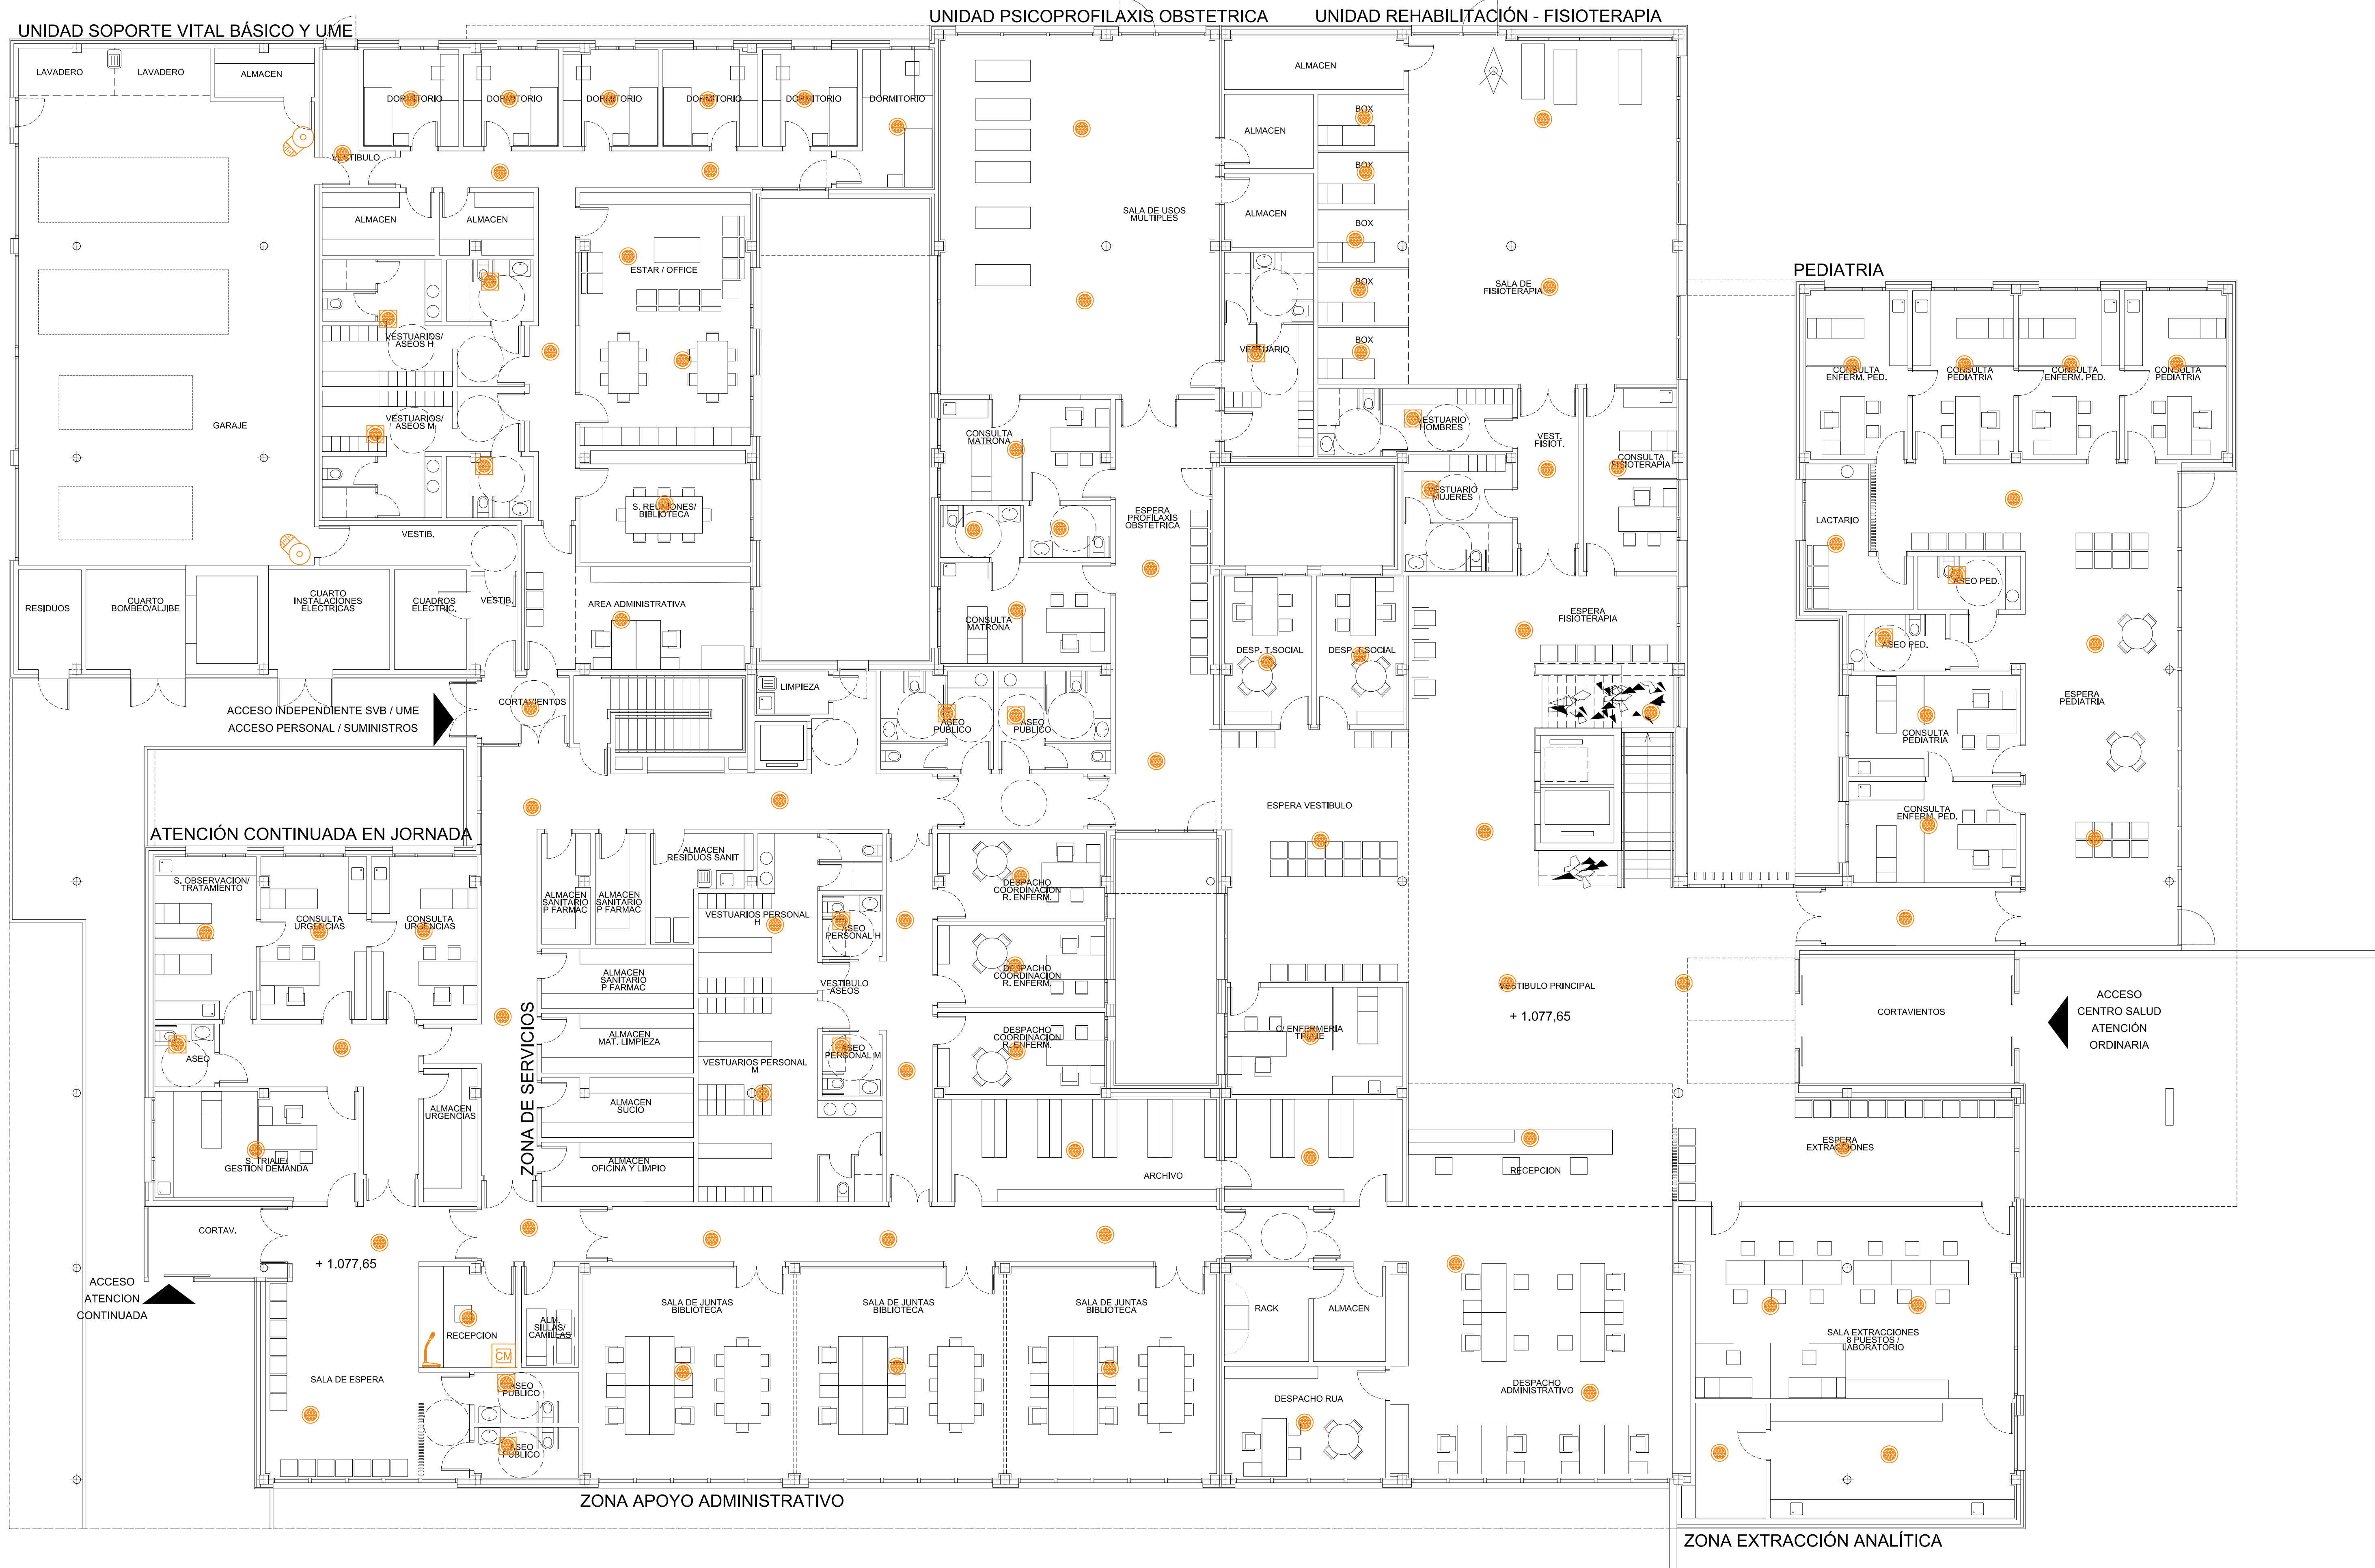 UNIDAD SOPORTE VITAL BÁSICO Y UME
UNIDAD PSICOPROFILAXIS OBSTETRICA
UNIDAD REHABILITACIÓN - FISIOTERAPIA
LAVADERO
LAVADERO
ALMACEN
DORMITORIO
DORMITORIO
DORMITORIO
DORMITORIO
DORMITORIO
DORMITORIO
VESTIBULO
ALMACEN
ALMACEN
ESTAR / OFFICE
VESTUARIOS/
ASEOS H
VESTUARIOS/
ASEOS M
GARAJE
S. REUNIONES/
BIBLIOTECA
VESTIB.
RESIDUOS
CUARTO
BOMBEO/ALJIBE
CUARTO
INSTALACIONES
ELECTRICAS
CUADROS
ELECTRIC.
VESTIB.
AREA ADMINISTRATIVA
ACCESO INDEPENDIENTE SVB / UME
ACCESO PERSONAL / SUMINISTROS
CORTAVIENTOS
LIMPIEZA
ALMACEN
ALMACEN
ALMACEN
BOX
BOX
BOX
BOX
BOX
SALA DE USOS
MULTIPLES
SALA DE
FISIOTERAPIA
VESTUARIO
CONSULTA
MATRONA
VESTUARIO
HOMBRES
VEST.
FISIOT.
CONSULTA
FISIOTERAPIA
VESTUARIO
MUJERES
ESPERA
PROFILAXIS
OBSTETRICA
CONSULTA
MATRONA
ESPERA
FISIOTERAPIA
DESP. T.SOCIAL
DESP. T.SOCIAL
ASEO
PUBLICO
ASEO
PUBLICO
ESPERA VESTIBULO
PEDIATRIA
CONSULTA
ENFERM. PED.
CONSULTA
PEDIATRIA
CONSULTA
ENFERM. PED.
CONSULTA
PEDIATRIA
LACTARIO
ASEO PED.
ASEO PED.
ESPERA
PEDIATRIA
CONSULTA
PEDIATRIA
CONSULTA
ENFERM. PED.
ATENCIÓN CONTINUADA EN JORNADA
S. OBSERVACION/
TRATAMIENTO
CONSULTA
URGENCIAS
CONSULTA
URGENCIAS
ASEO
S. TRIAJE/
GESTION DEMANDA
ALMACEN
URGENCIAS
ZONA DE SERVICIOS
ALMACEN
RESIDUOS SANIT
ALMACEN
SANITARIO
P FARMAC
ALMACEN
SANITARIO
P FARMAC
ALMACEN
SANITARIO
P FARMAC
ALMACEN
MAT. LIMPIEZA
ALMACEN
SUCIO
ALMACEN
OFICINA Y LIMPIO
VESTUARIOS PERSONAL
H
ASEO
PERSONAL H
VESTIBULO
ASEOS
VESTUARIOS PERSONAL
M
ASEO
PERSONAL M
DESPACHO
COORDINACION
R. ENFERM.
DESPACHO
COORDINACION
R. ENFERM.
DESPACHO
COORDINACION
R. ENFERM.
C/ ENFERMERIA
TRIAJE
VESTIBULO PRINCIPAL
+ 1.077,65
CORTAVIENTOS
ACCESO
CENTRO SALUD
ATENCIÓN
ORDINARIA
ARCHIVO
RECEPCION
ESPERA
EXTRACCIONES
CORTAV.
+ 1.077,65
ACCESO
ATENCION
CONTINUADA
SALA DE ESPERA
RECEPCION
CM
ALM.
SILLAS/
CAMILLAS
ASEO
PUBLICO
ASEO
PUBLICO
SALA DE JUNTAS
BIBLIOTECA
SALA DE JUNTAS
BIBLIOTECA
SALA DE JUNTAS
BIBLIOTECA
RACK
ALMACEN
DESPACHO RUA
DESPACHO
ADMINISTRATIVO
SALA EXTRACCIONES
8 PUESTOS /
LABORATORIO
ZONA APOYO ADMINISTRATIVO
ZONA EXTRACCIÓN ANALÍTICA